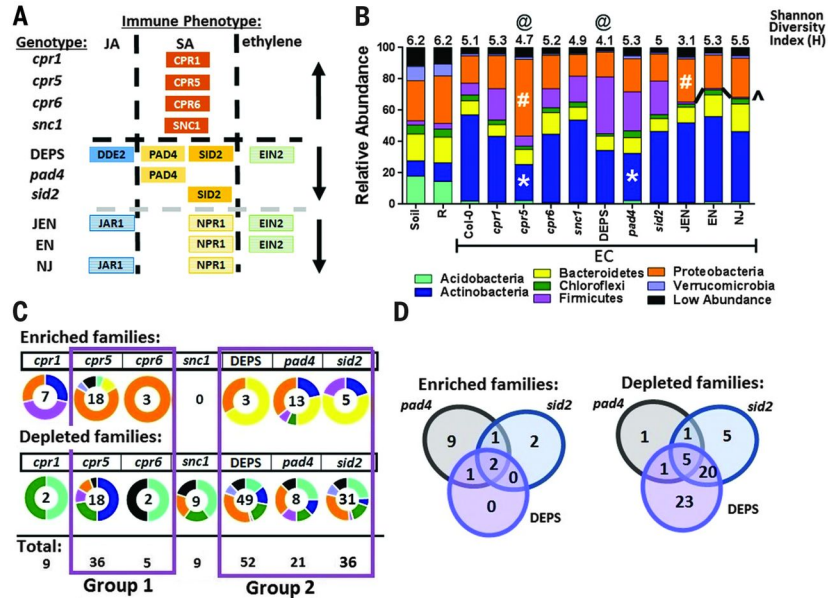 A
Immune Phenotype:
Genotype: JA SA ethylene
cpr1 CPR1
cpr5 CPR5
cpr6 CPR6
snc1 SNC1
DEPS DDE2 PAD4 SID2 EIN2
pad4 PAD4
sid2 SID2
JEN JAR1 NPR1 EIN2
EN NPR1 EIN2
NJ JAR1 NPR1
B
@ @
6.2 6.2 5.1 5.3 4.7 5.2 4.9 4.1 5.3 5 3.1 5.3 5.5
Shannon
Diversity
Index (H)
Relative Abundance
100
80
60
40
20
0
# #
* *
^
Soil R- Col-0 cpr1 cpr5 cpr6 snc1 DEPS pad4 sid2 JEN EN NJ
EC
Acidobacteria
Actinobacteria
Bacteroidetes
Chloroflexi
Firmicutes
Proteobacteria
Verrucomicrobia
Low Abundance
C
Enriched families:
cpr1 cpr5 cpr6 snc1 DEPS pad4 sid2
7 18 3 0 3 13 5
Depleted families:
cpr1 cpr5 cpr6 snc1 DEPS pad4 sid2
2 18 2 9 49 8 31
Total:
9 36 5 9 52 21 36
Group 1 Group 2
D
Enriched families:
pad4 sid2
9 1 2
2
1 0
0
DEPS
Depleted families:
pad4 sid2
1 1 5
5
1 20
23
DEPS